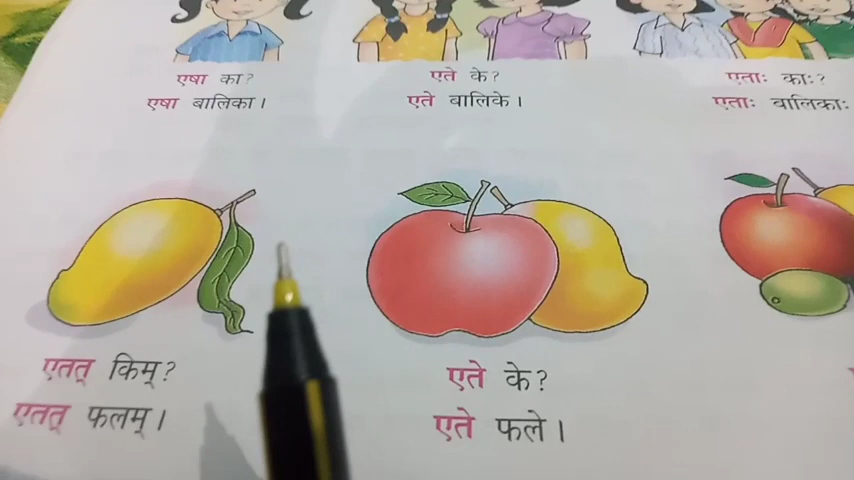 एषा का?
एषा बालिका।
एते के?
एते बालिके।
एताः काः?
एताः बालिकाः
एतत् किम्?
एतत् फलम्।
एते के?
एते फले।